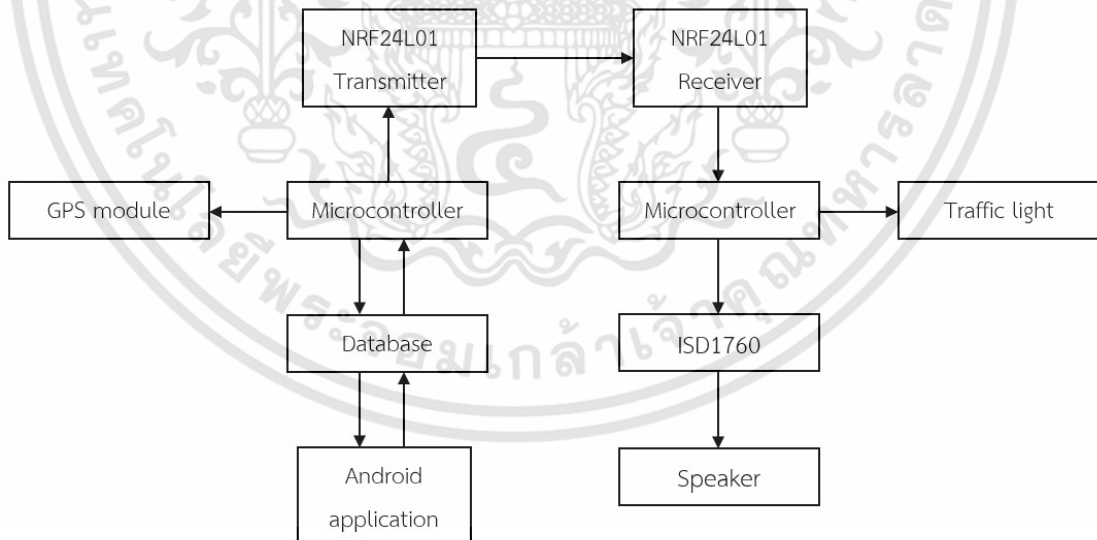 NRF24L01
Transmitter
NRF24L01
Receiver
GPS module
Microcontroller
Microcontroller
Traffic light
Database
ISD1760
Android
application
Speaker